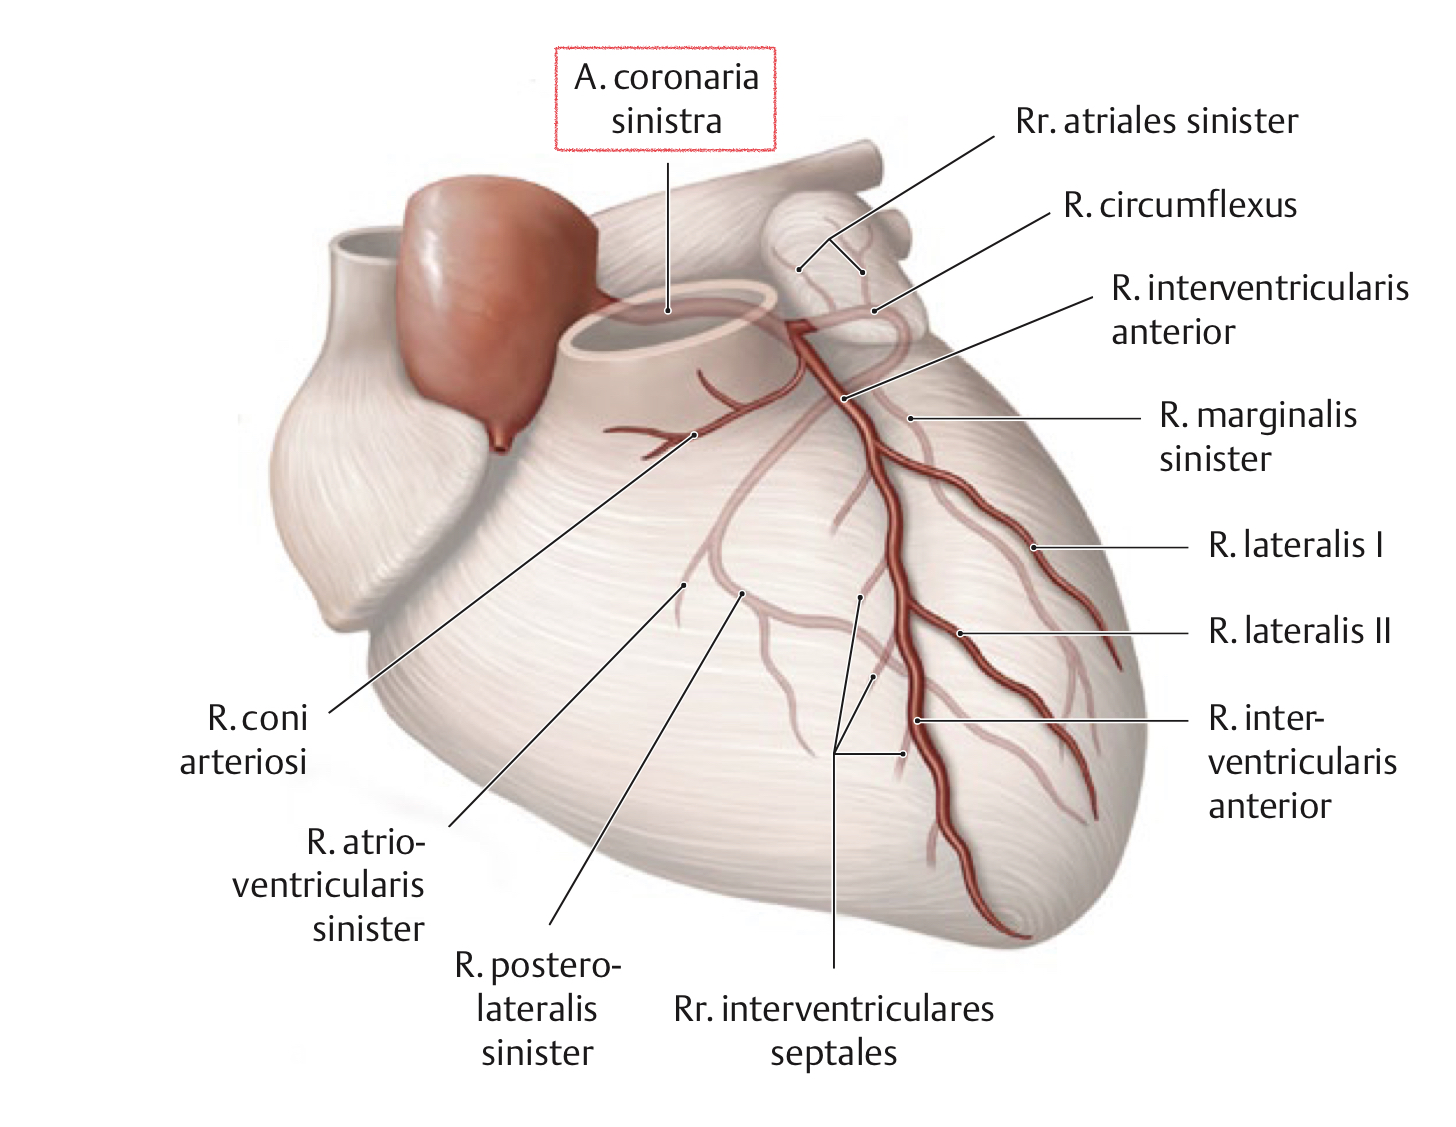 A. coronaria
sinistra
Rr. atriales sinister
R. circumflexus
R. interventricularis
anterior
R. marginalis
sinister
R. lateralis I
R. lateralis II
R. inter-
ventricularis
anterior
R. coni
arteriosi
R. atrio-
ventricularis
sinister
R. postero-
lateralis
sinister
Rr. interventriculares
septales